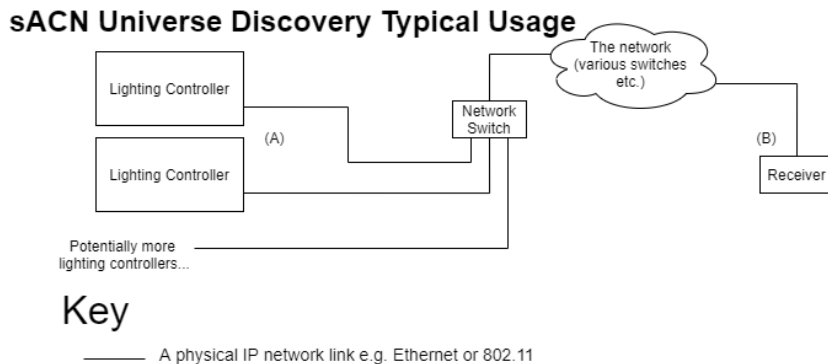 sACN Universe Discovery Typical Usage
The network
(various switches
etc.)
Lighting Controller
Network
Switch
(A)
(B)
Lighting Controller
Receiver
Potentially more
lighting controllers...
Key
A physical IP network link e.g. Ethernet or 802.11